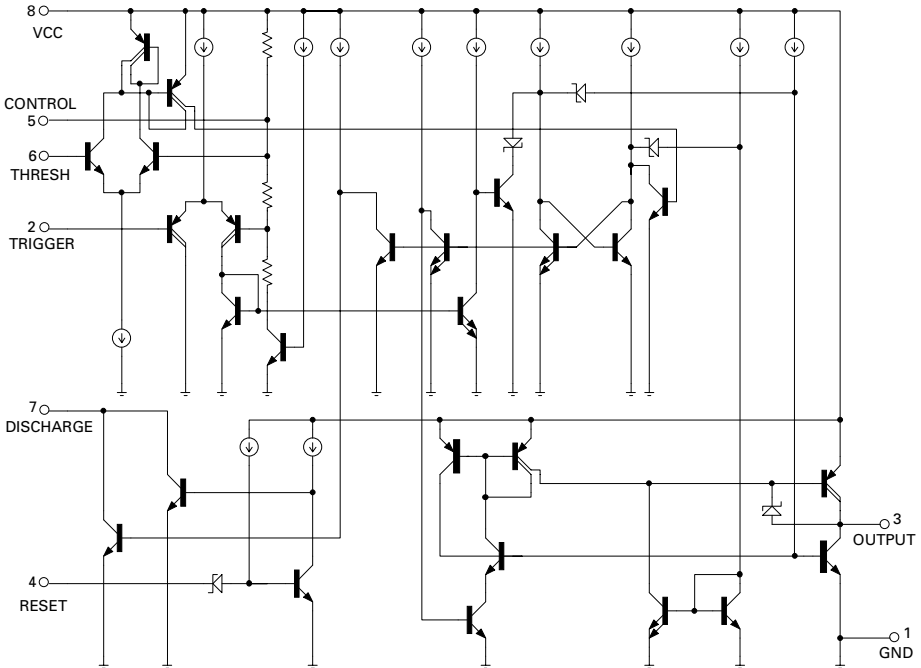 8
VCC
CONTROL
5
6
THRESH
2
TRIGGER
7
DISCHARGE
3
OUTPUT
4
RESET
1
GND